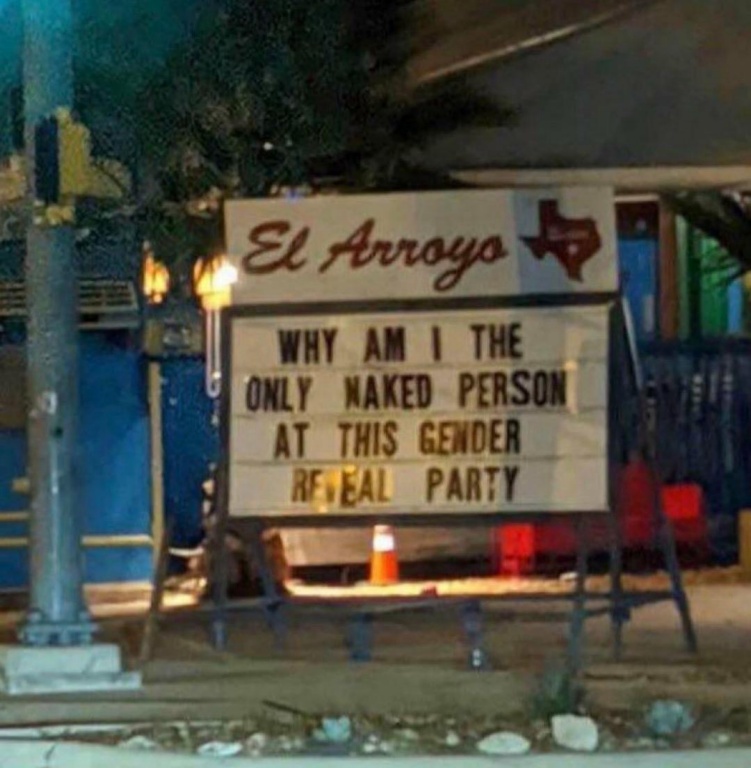 El Arroyo
WHY AM I THE
ONLY NAKED PERSON
AT THIS GENDER
REVEAL PARTY